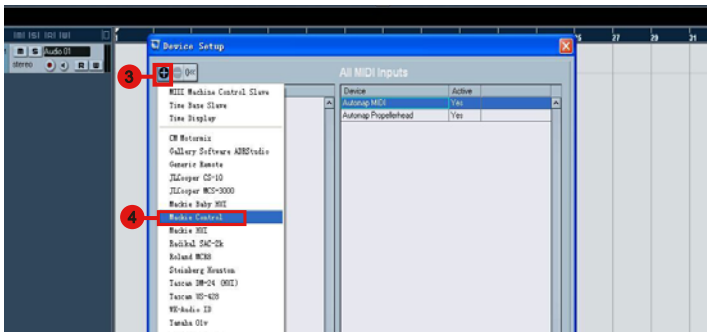 25 27 29 31
M S Audio 01
stereo R W
Device Setup
3
All MIDI Inputs
Device Active
MIDI Machine Control Slave
Time Base Slave
Time Display
Automap MIDI Yes
Automap Propellerhead Yes
CM Motormix
Gallery Software ADRStudio
Generic Remote
JLCooper CS-10
JLCooper MCS-3000
Mackie Baby HUI
4
Mackie Control
Mackie HUI
Radikal SAC-2k
Roland MCR8
Steinberg Houston
Tascam DM-24 (HUI)
Tascam US-428
WK-Audio ID
Yamaha 01v